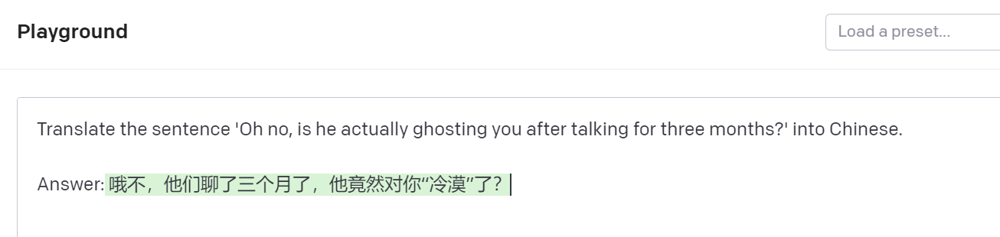 Playground
Load a preset...
Translate the sentence 'Oh no, is he actually ghosting you after talking for three months?' into Chinese.
Answer: 哦不，他们聊了三个月了，他竟然对你“冷漠”了？